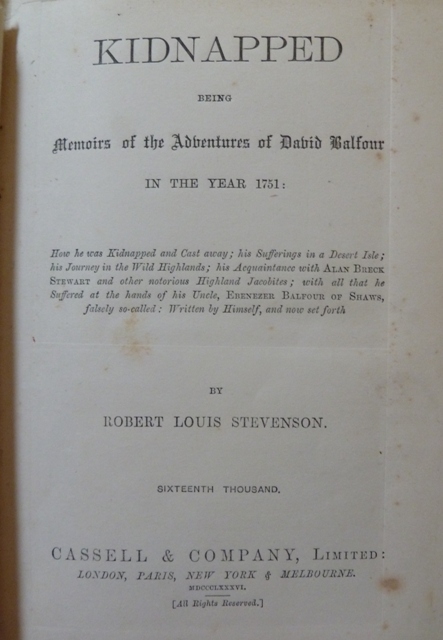 KIDNAPPED
BEING
Memoirs of the Adventures of David Balfour
IN THE YEAR 1751:
How he was Kidnapped and Cast away; his Sufferings in a Desert Isle;
his Journey in the Wild Highlands; his Acquaintance with ALAN BRECK
STEWART and other notorious Highland Jacobites; with all that he
Suffered at the hands of his Uncle, EBENEZER BALFOUR OF SHAWS,
falsely so-called: Written by Himself, and now set forth
BY
ROBERT LOUIS STEVENSON.
SIXTEENTH THOUSAND.
CASSELL & COMPANY, LIMITED:
LONDON, PARIS, NEW YORK & MELBOURNE.
MDCCCLXXXVI.
[All Rights Reserved.]